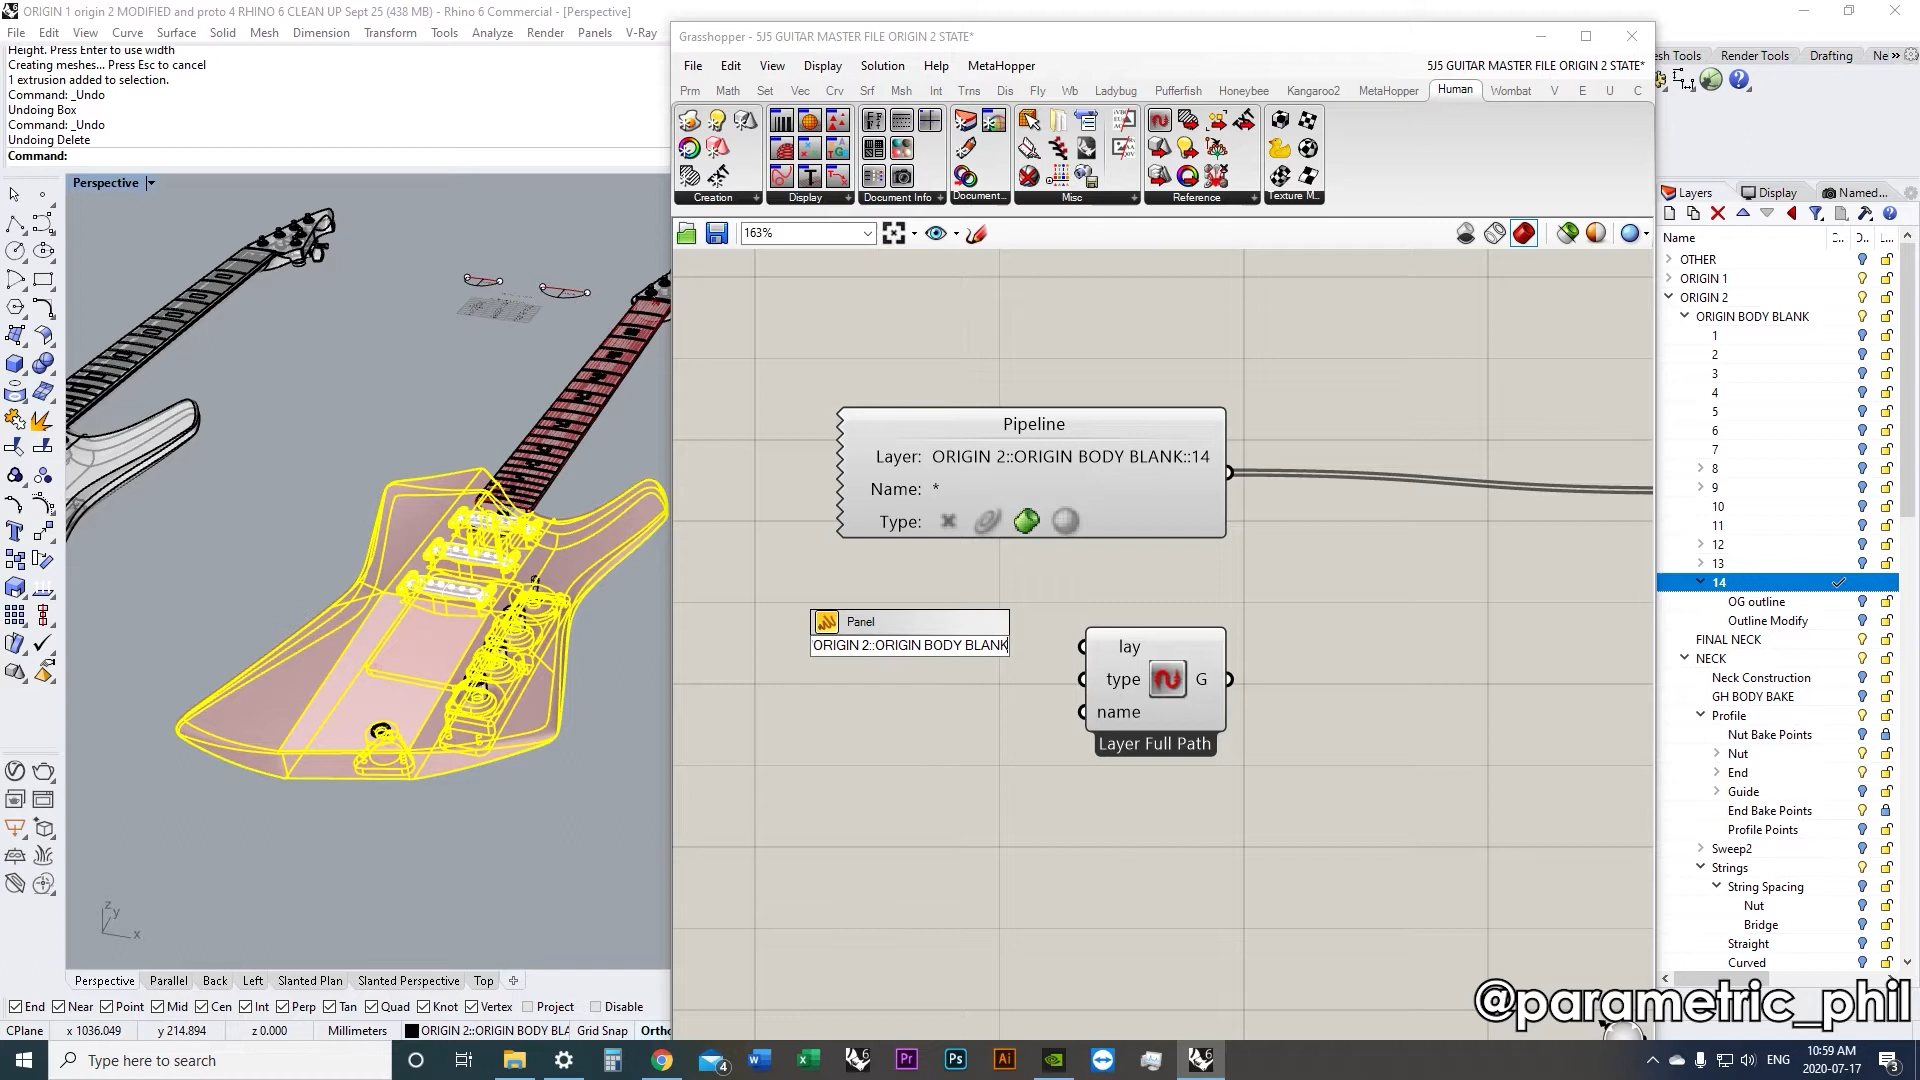 ORIGIN 1 origin 2 MODIFIED and proto 4 RHINO 6 CLEAN UP Sept 25 (438 MB) - Rhino 6 Commercial - [Perspective]
File Edit View Curve Surface Solid Mesh Dimension Transform Tools Analyze Render Panels V-Ray
Height. Press Enter to use width
Creating meshes... Press Esc to cancel
1 extrusion added to selection.
Command: _Undo
Undoing Box
Command: _Undo
Undoing Delete
Command:
Perspective
Grasshopper - 5J5 GUITAR MASTER FILE ORIGIN 2 STATE*
File Edit View Display Solution Help MetaHopper
5J5 GUITAR MASTER FILE ORIGIN 2 STATE*
Prm Math Set Vec Crv Srf Msh Int Trns Dis Fly Wb Ladybug Pufferfish Honeybee Kangaroo2 MetaHopper Human Wombat V E U C
Creation Display Document Info Document... Misc Reference Texture M...
163%
Pipeline
Layer: ORIGIN 2::ORIGIN BODY BLANK::14
Name: *
Type:
Panel
ORIGIN 2::ORIGIN BODY BLANK
lay
type G
name
Layer Full Path
esh Tools Render Tools Drafting Ne »
Layers Display Named...
Name C.. D.. L...
OTHER
ORIGIN 1
ORIGIN 2
ORIGIN BODY BLANK
1
2
3
4
5
6
7
8
9
10
11
12
13
14
OG outline
Outline Modify
FINAL NECK
NECK
Neck Construction
GH BODY BAKE
Profile
Nut Bake Points
Nut
End
Guide
End Bake Points
Profile Points
Sweep2
Strings
String Spacing
Nut
Bridge
Straight
Curved
@parametric_phil
z y x
Perspective Parallel Back Left Slanted Plan Slanted Perspective Top
End Near Point Mid Cen Int Perp Tan Quad Knot Vertex Project Disable
CPlane x 1036.049 y 214.894 z 0.000 Millimeters ORIGIN 2::ORIGIN BODY BLA Grid Snap Ortho
Type here to search
4
W
X
6
Pr
Ps
Ai
6
ENG
10:59 AM
2020-07-17
3